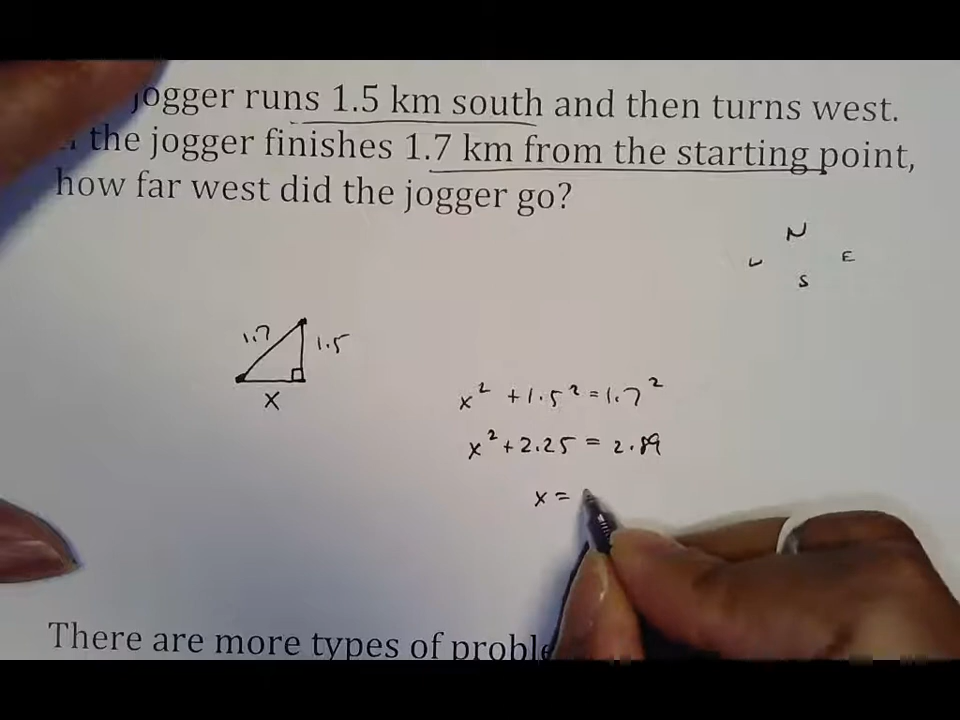 jogger runs 1.5 km south and then turns west.
the jogger finishes 1.7 km from the starting point,
how far west did the jogger go?
N
E
S
1.7
1.5
x
x² + 1.5² = 1.7²
x² + 2.25 = 2.89
x =
There are more types of